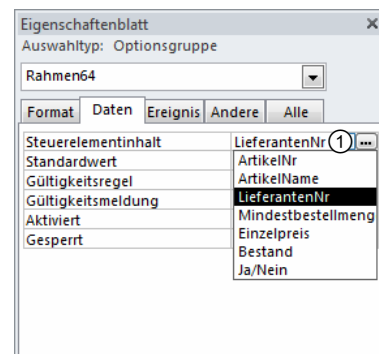 Eigenschaftenblatt
Auswahltyp: Optionsgruppe
Rahmen64
Format Daten Ereignis Andere Alle
Steuerelementinhalt LieferantenNr 1 ...
Standardwert ArtikelNr
Gültigkeitsregel ArtikelName
Gültigkeitsmeldung LieferantenNr
Aktiviert Mindestbestellmeng
Gesperrt Einzelpreis
Bestand
Ja/Nein